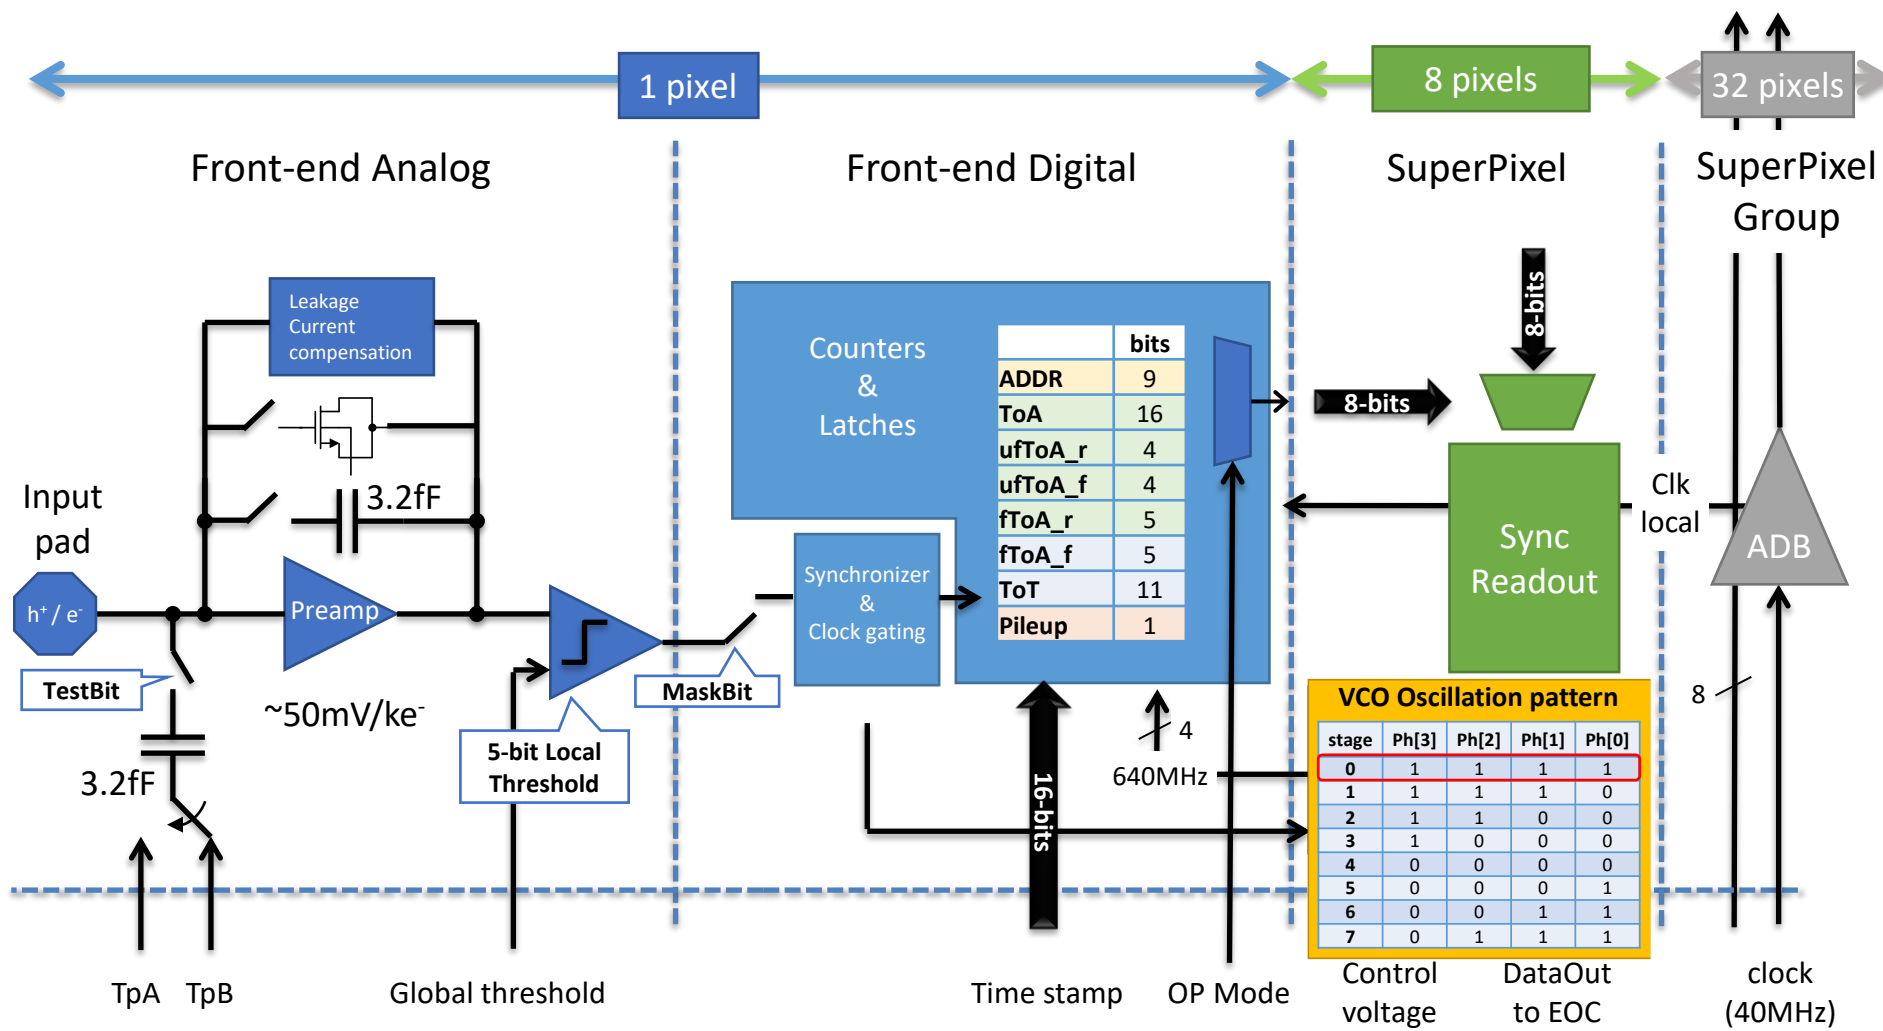 1 pixel
8 pixels
32 pixels
Front-end Analog
Front-end Digital
SuperPixel
SuperPixel
Group
Leakage
Current
compensation
3.2fF
Input
pad
h+/ e-
Preamp
TestBit
~50mV/ke-
3.2fF
5-bit Local
Threshold
MaskBit
TpA
TpB
Global threshold
Counters
&
Latches
bits
ADDR 9
ToA 16
ufToA_r 4
ufToA_f 4
fToA_r 5
fToA_f 5
ToT 11
Pileup 1
Synchronizer
&
Clock gating
16-bits
4
640MHz
Time stamp
OP Mode
8-bits
8-bits
Sync
Readout
Clk
local
ADB
8
VCO Oscillation pattern
stage Ph[3] Ph[2] Ph[1] Ph[0]
0 1 1 1 1
1 1 1 1 0
2 1 1 0 0
3 1 0 0 0
4 0 0 0 0
5 0 0 0 1
6 0 0 1 1
7 0 1 1 1
Control
voltage
DataOut
to EOC
clock
(40MHz)